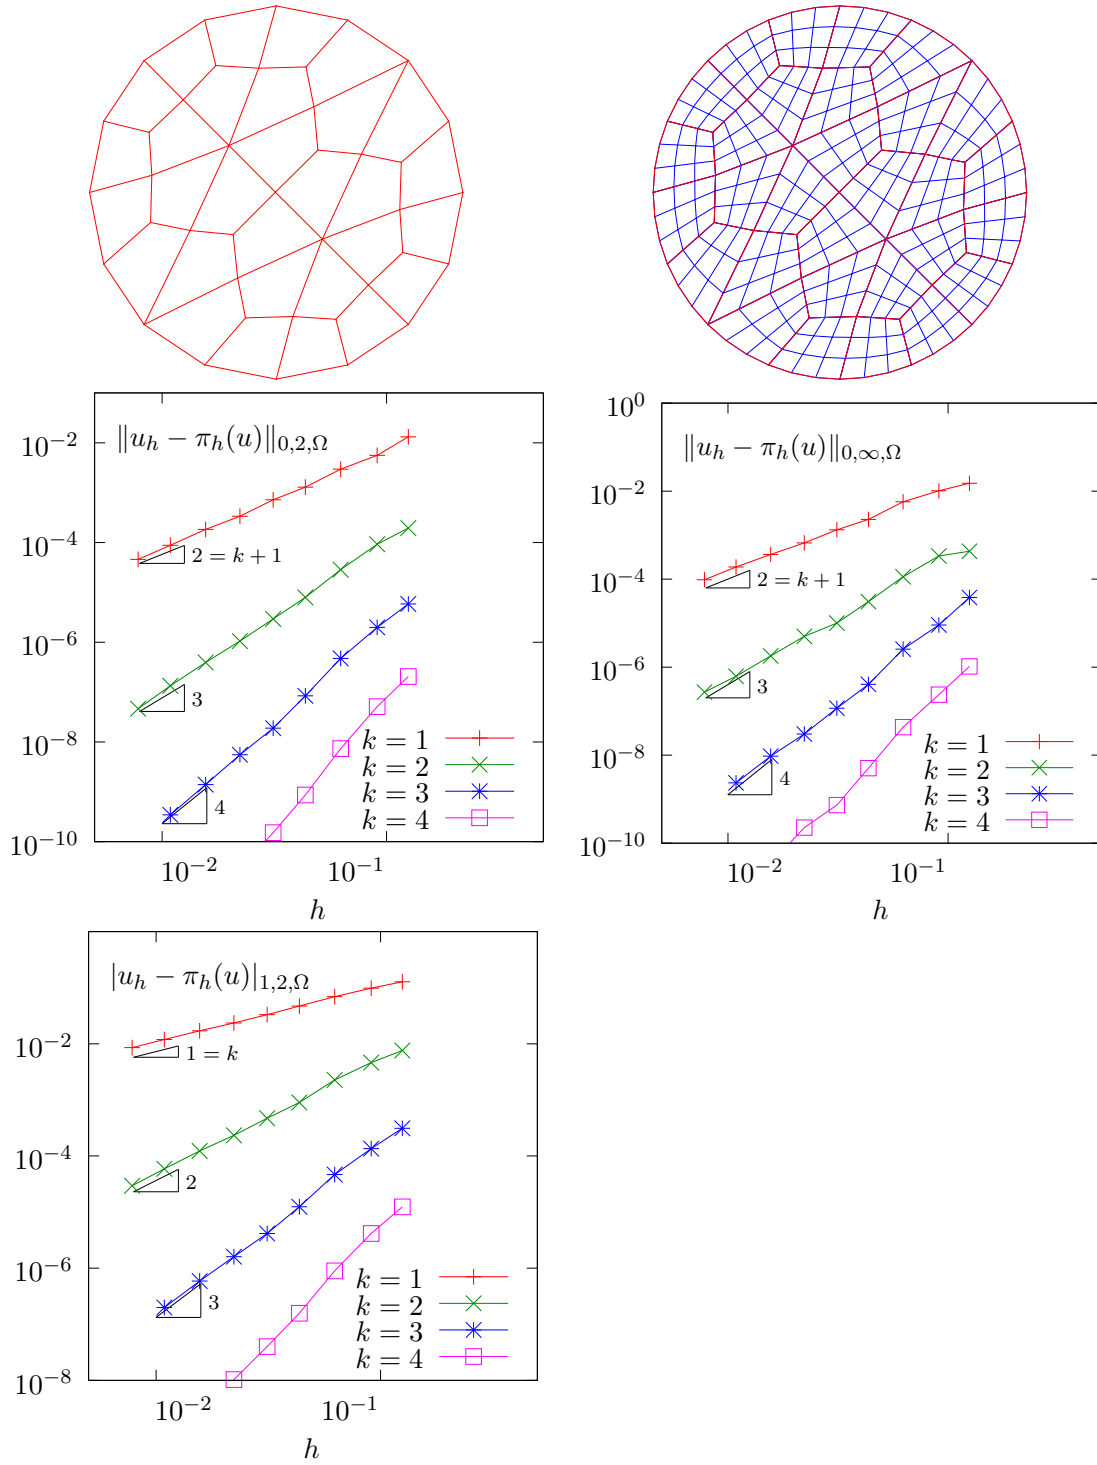 ‖u_h − π_h(u)‖_{0,2,Ω}
10^{−2}
10^{−4}
10^{−6}
10^{−8}
10^{−10}
2 = k + 1
3
4
k = 1
k = 2
k = 3
k = 4
10^{−2} 10^{−1}
h
10^{0}
‖u_h − π_h(u)‖_{0,∞,Ω}
10^{−2}
10^{−4}
10^{−6}
10^{−8}
10^{−10}
2 = k + 1
3
4
k = 1
k = 2
k = 3
k = 4
10^{−2} 10^{−1}
h
|u_h − π_h(u)|_{1,2,Ω}
10^{−2}
10^{−4}
10^{−6}
10^{−8}
1 = k
2
3
k = 1
k = 2
k = 3
k = 4
10^{−2} 10^{−1}
h